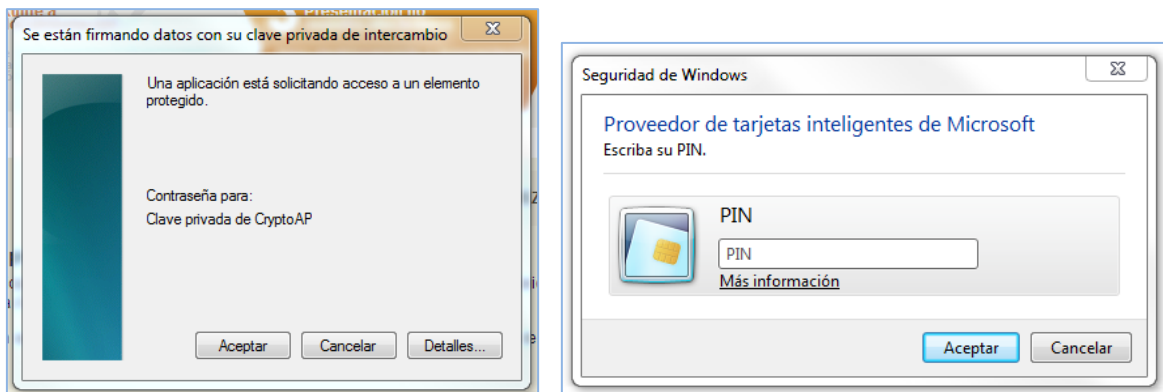 Se están firmando datos con su clave privada de intercambio
Una aplicación está solicitando acceso a un elemento
protegido.
Contraseña para:
Clave privada de CryptoAP
Aceptar
Cancelar
Detalles...
Seguridad de Windows
Proveedor de tarjetas inteligentes de Microsoft
Escriba su PIN.
PIN
PIN
Más información
Aceptar
Cancelar